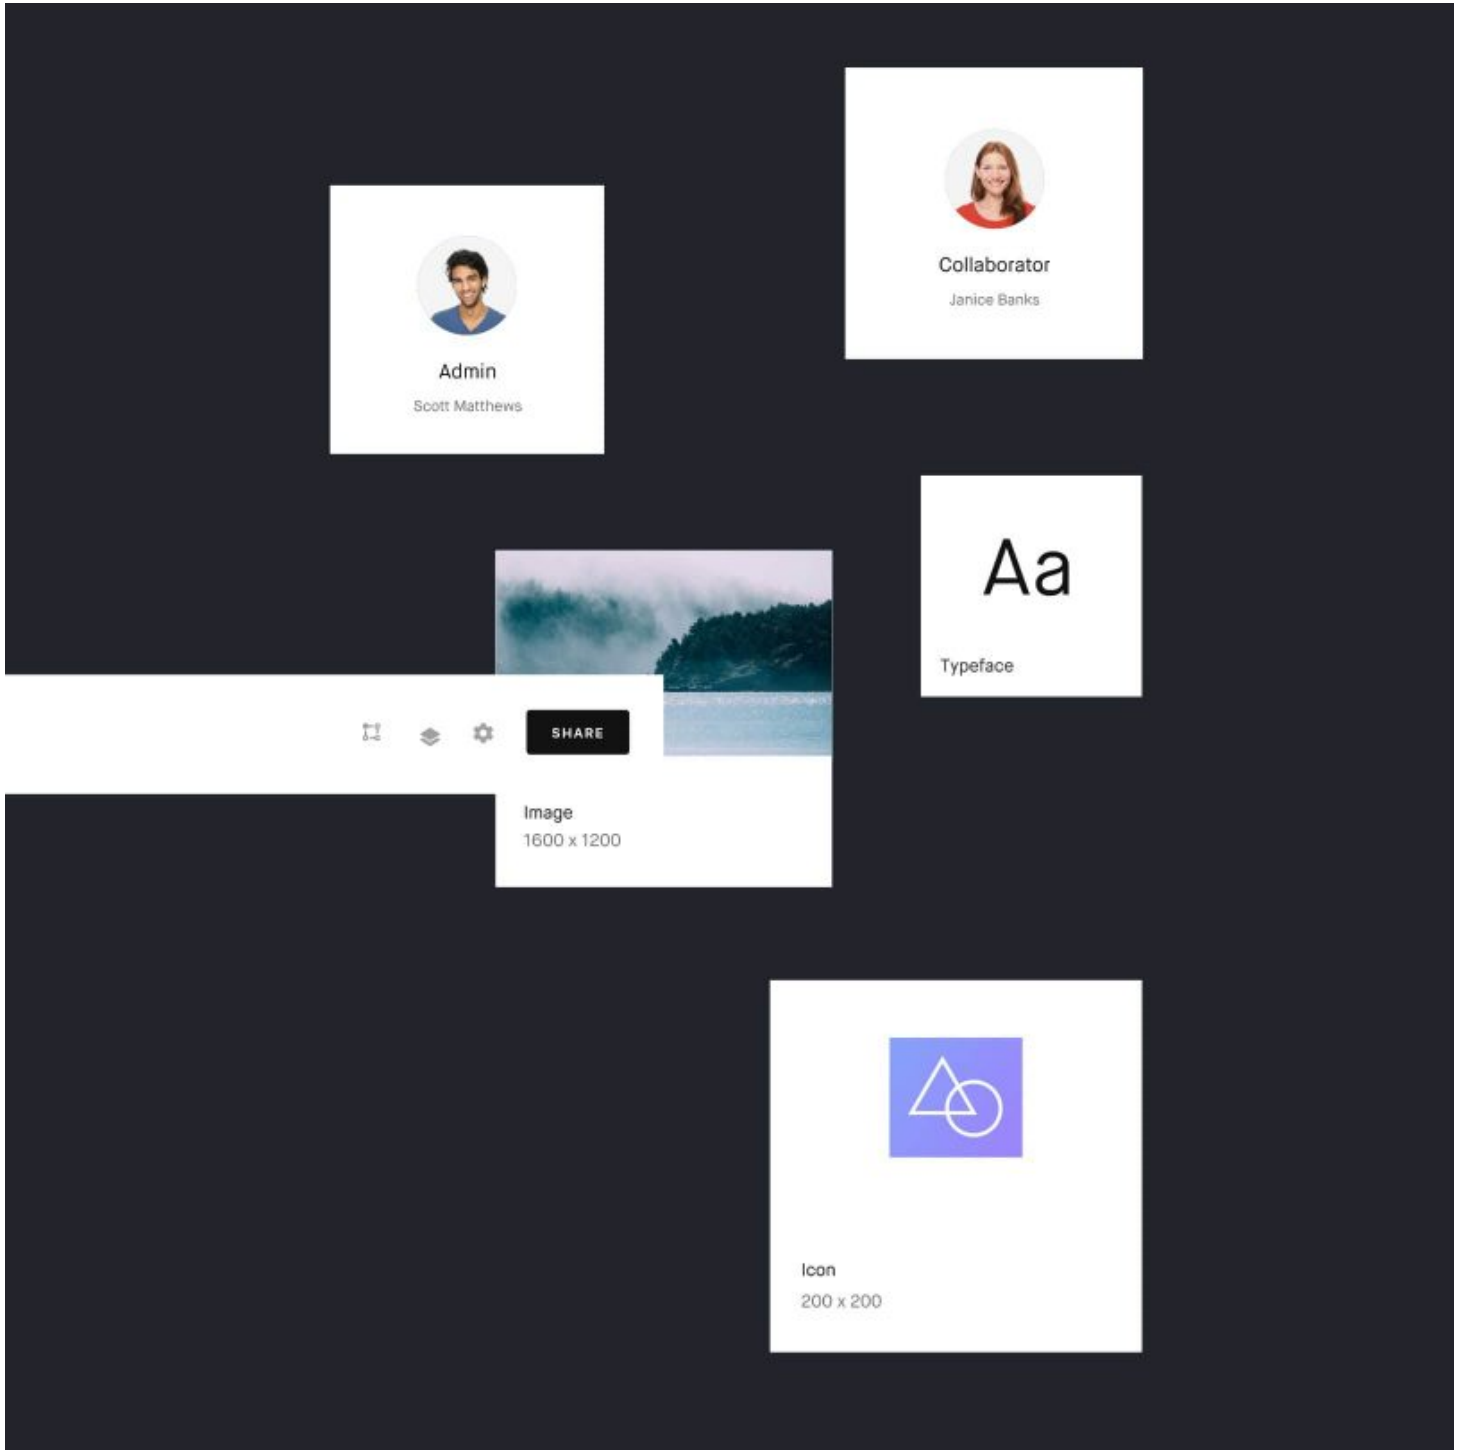 Collaborator
Janice Banks
Admin
Scott Matthews
Aa
Typeface
SHARE
Image
1600 x 1200
Icon
200 x 200